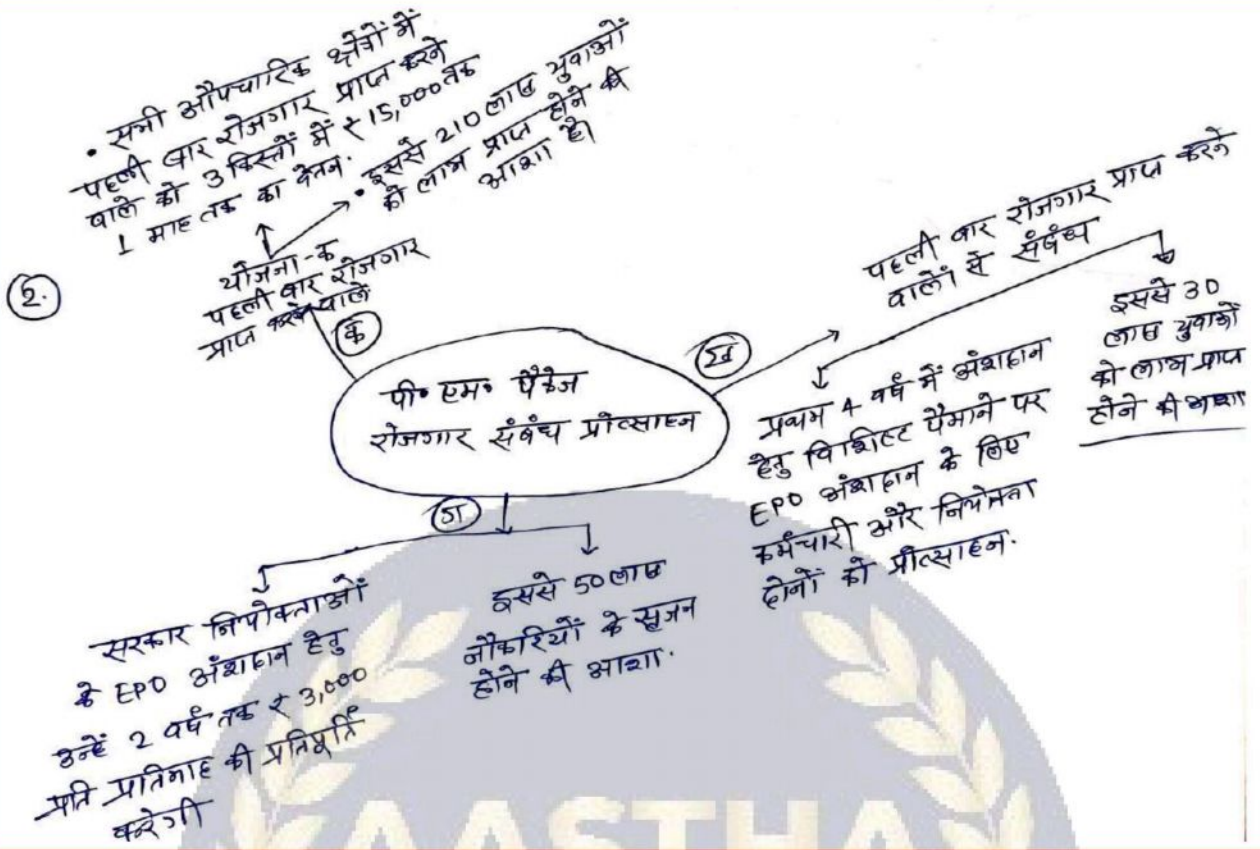 2.
• सभी औपचारिक क्षेत्रों में
पहली बार रोजगार प्राप्त करने
वाले को 3 किस्तों में ₹15,000 तक
1 माह तक का वेतन.
• इससे 210 लाख युवाओं
को लाभ प्राप्त होने की
आशा है।
योजना-क
पहली बार रोजगार
प्राप्त करने वाले
क
पी॰ एम॰ पैकेज
रोजगार संबंध प्रोत्साहन
ख
पहली बार रोजगार प्राप्त करने
वालों से संबंध
प्रथम 4 वर्ष में अंशदान
हेतु विशिष्ट पैमाने पर
EPO अंशदान के लिए
कर्मचारी और नियोक्ता
दोनों को प्रोत्साहन.
इससे 30
लाख युवाओं
को लाभ प्राप्त
होने की आशा
ग
सरकार नियोक्ताओं
के EPO अंशदान हेतु
उन्हें 2 वर्ष तक ₹3,000
प्रति प्रतिमाह की प्रतिपूर्ति
करेगी
इससे 50 लाख
नौकरियों के सृजन
होने की आशा.
AASTHA